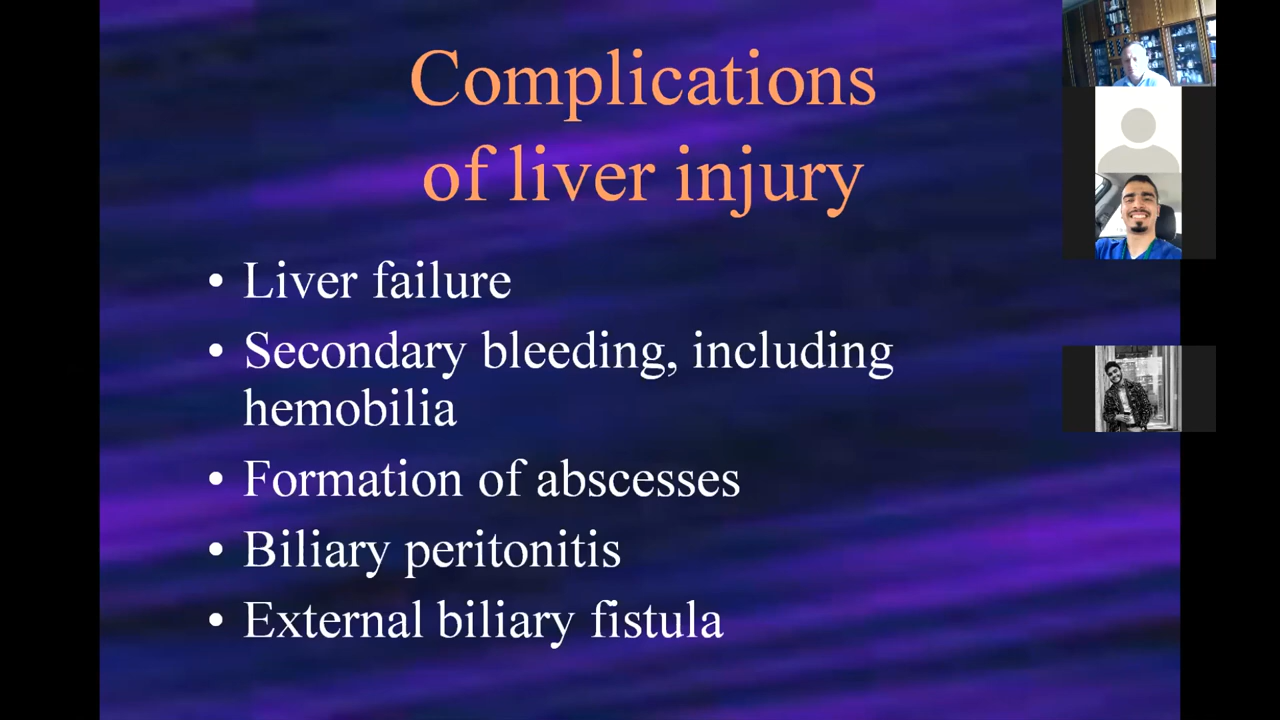 Complications
of liver injury
• Liver failure
• Secondary bleeding, including
hemobilia
• Formation of abscesses
• Biliary peritonitis
• External biliary fistula